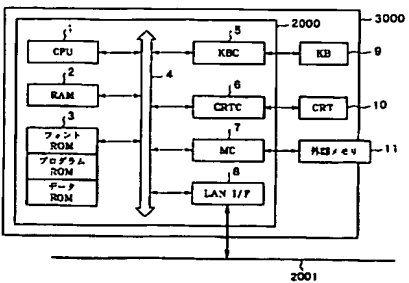 3000
2000
1
CPU
2
RAM
3
フォント
ROM
プログラム
ROM
データ
ROM
4
5
KBC
KB
9
6
CRTC
CRT
10
7
MC
外部メモリ
11
8
LAN I/F
2001